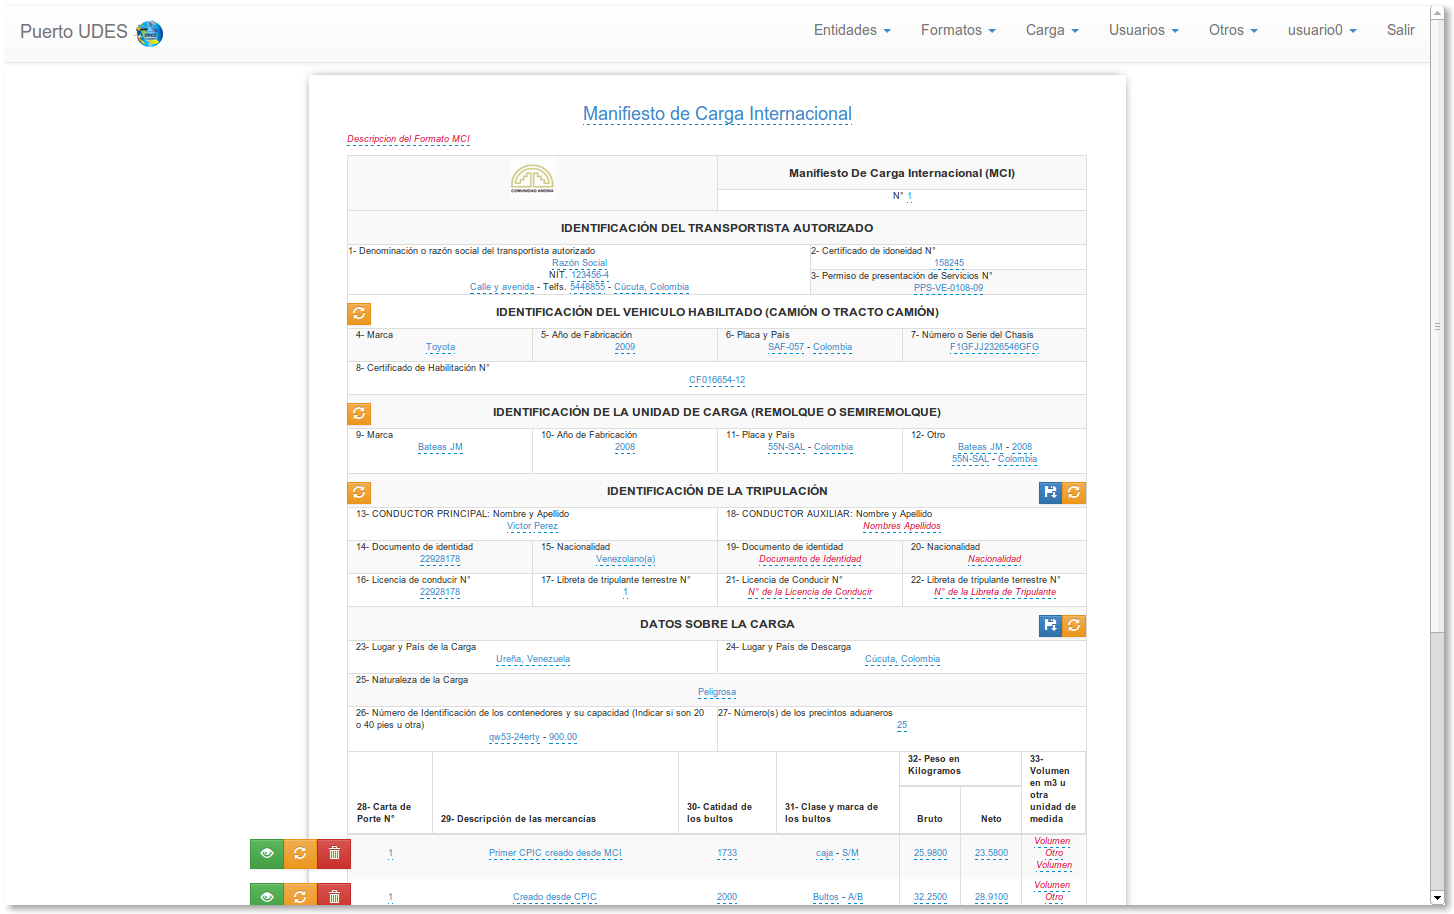 Puerto UDES
Entidades Formatos Carga Usuarios Otros usuario0 Salir
Manifiesto de Carga Internacional
Descripcion del Formato MCI
COMUNIDAD ANDINA
Manifiesto De Carga Internacional (MCI)
N° 1
IDENTIFICACIÓN DEL TRANSPORTISTA AUTORIZADO
1- Denominación o razón social del transportista autorizado
Razón Social
NIT. 123456-4
Calle y avenida - Telfs. 5448855 - Cúcuta, Colombia
2- Certificado de idoneidad N°
158245
3- Permiso de presentación de Servicios N°
PPS-VE-0108-09
IDENTIFICACIÓN DEL VEHICULO HABILITADO (CAMIÓN O TRACTO CAMIÓN)
4- Marca
Toyota
5- Año de Fabricación
2009
6- Placa y País
SAF-057 - Colombia
7- Número o Serie del Chasis
F1GFJJ2326546GFG
8- Certificado de Habilitación N°
CF016654-12
IDENTIFICACIÓN DE LA UNIDAD DE CARGA (REMOLQUE O SEMIREMOLQUE)
9- Marca
Bateas JM
10- Año de Fabricación
2008
11- Placa y País
55N-SAL - Colombia
12- Otro
Bateas JM - 2008
55N-SAL - Colombia
IDENTIFICACIÓN DE LA TRIPULACIÓN
13- CONDUCTOR PRINCIPAL: Nombre y Apellido
Victor Perez
18- CONDUCTOR AUXILIAR: Nombre y Apellido
Nombres Apellidos
14- Documento de identidad
22928178
15- Nacionalidad
Venezolano(a)
19- Documento de identidad
Documento de Identidad
20- Nacionalidad
Nacionalidad
16- Licencia de conducir N°
22928178
17- Libreta de tripulante terrestre N°
1
21- Licencia de Conducir N°
N° de la Licencia de Conducir
22- Libreta de tripulante terrestre N°
N° de la Libreta de Tripulante
DATOS SOBRE LA CARGA
23- Lugar y País de la Carga
Ureña, Venezuela
24- Lugar y País de Descarga
Cúcuta, Colombia
25- Naturaleza de la Carga
Peligrosa
26- Número de Identificación de los contenedores y su capacidad (Indicar si son 20
o 40 pies u otra)
qw53-24erty - 900.00
27- Número(s) de los precintos aduaneros
25
28- Carta de
Porte N°
29- Descripción de las mercancías
30- Catidad de
los bultos
31- Clase y marca de
los bultos
32- Peso en
Kilogramos
Bruto Neto
33-
Volumen
en m3 u
otra
unidad de
medida
1 Primer CPIC creado desde MCI 1733 caja - S/M 25.9800 23.5800
Volumen
Otro
Volumen
1 Creado desde CPIC 2000 Bultos - A/B 32.2500 28.9100
Volumen
Otro